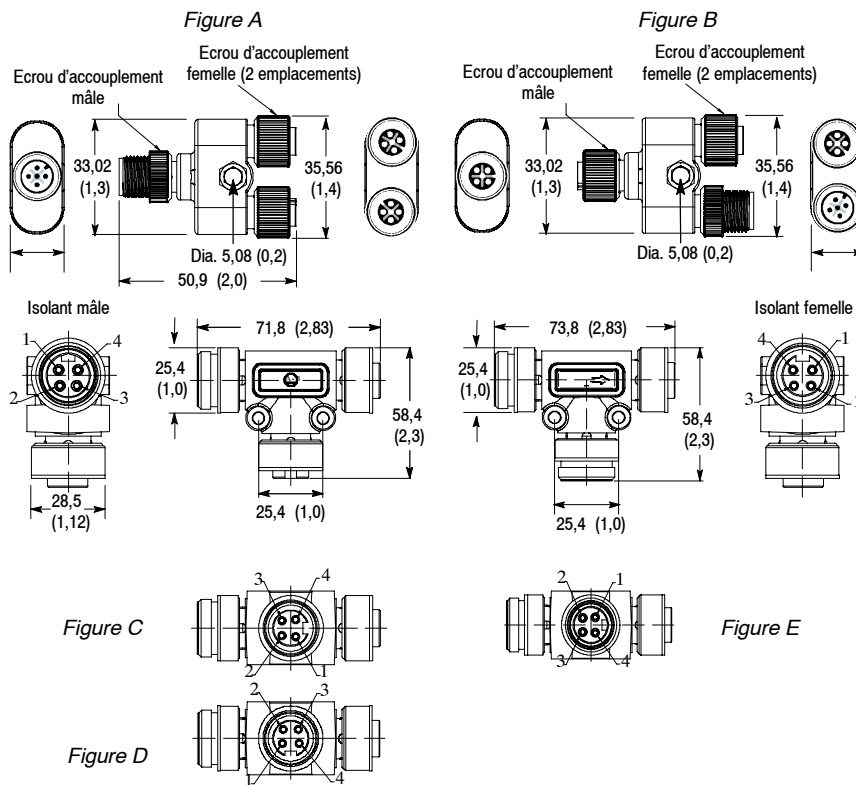 Figure A
Figure B
Ecrou d'accouplement
femelle (2 emplacements)
Ecrou d'accouplement
mâle
33,02
(1,3)
35,56
(1,4)
Dia. 5,08 (0,2)
50,9 (2,0)
Ecrou d'accouplement
femelle (2 emplacements)
Ecrou d'accouplement
mâle
33,02
(1,3)
35,56
(1,4)
Dia. 5,08 (0,2)
Isolant mâle
1
4
2
3
28,5
(1,12)
71,8 (2,83)
25,4
(1,0)
58,4
(2,3)
25,4 (1,0)
73,8 (2,83)
25,4
(1,0)
58,4
(2,3)
25,4 (1,0)
Isolant femelle
4
1
3
Figure C
3
4
2
1
Figure E
2
1
3
4
Figure D
2
3
1
4